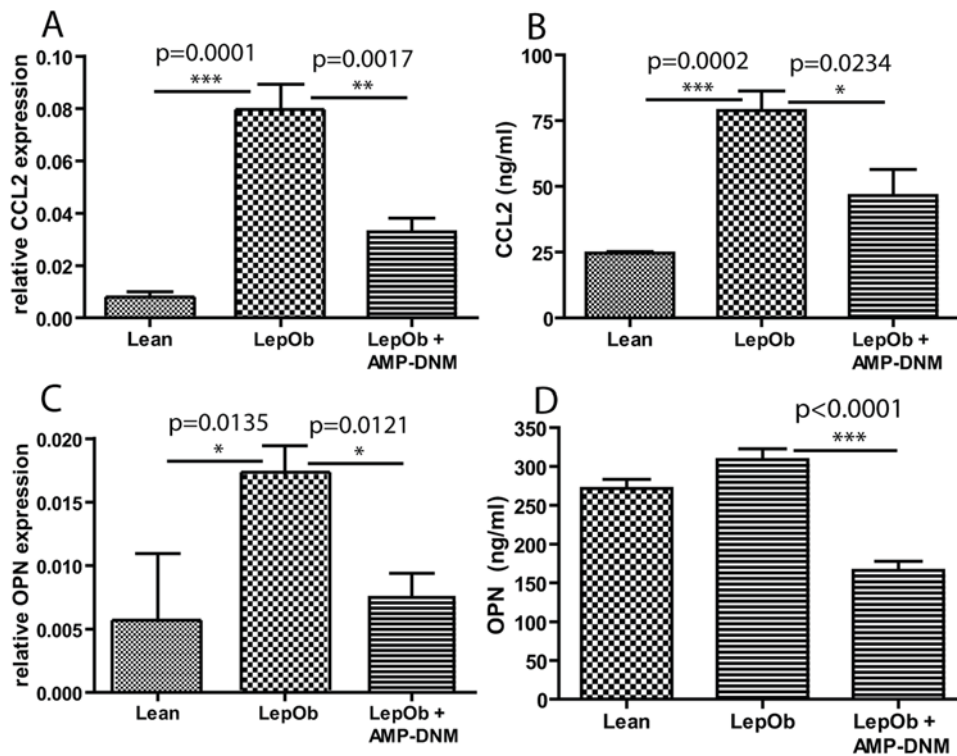 A
p=0.0001
p=0.0017
***
**
relative CCL2 expression
0.10
0.08
0.06
0.04
0.02
0.00
Lean
LepOb
LepOb +
AMP-DNM
B
p=0.0002
p=0.0234
***
*
CCL2 (ng/ml)
100
75
50
25
0
Lean
LepOb
LepOb +
AMP-DNM
C
p=0.0135
p=0.0121
*
*
relative OPN expression
0.020
0.015
0.010
0.005
0.000
Lean
LepOb
LepOb +
AMP-DNM
D
p<0.0001
***
OPN (ng/ml)
350
300
250
200
150
100
50
0
Lean
LepOb
LepOb +
AMP-DNM